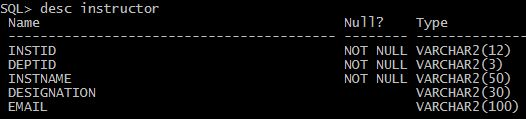 SQL> desc instructor
Name Null? Type
----------------------------------------- -------- ----------------------------
INSTID NOT NULL VARCHAR2(12)
DEPTID NOT NULL VARCHAR2(3)
INSTNAME NOT NULL VARCHAR2(50)
DESIGNATION VARCHAR2(30)
EMAIL VARCHAR2(100)